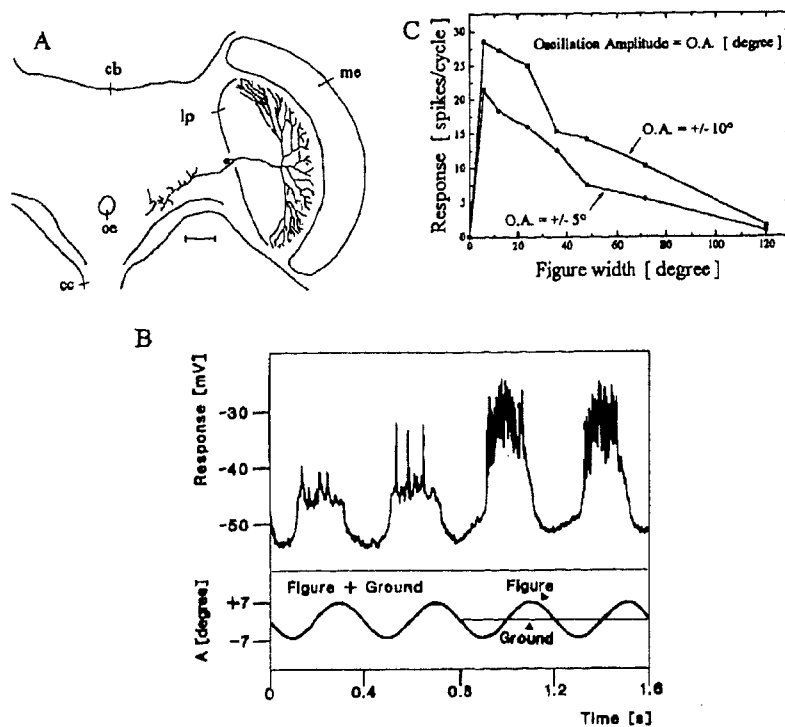 A
cb
lp
me
oe
cc
C
Oscillation Amplitude = O.A. [ degree ]
O.A. = +/- 10°
O.A. = +/- 5°
Response [ spikes/cycle ]
30
25
20
15
10
5
0
0 20 40 60 80 100 120
Figure width [ degree ]
B
Response [mV]
-30
-40
-50
A [degree]
+7
-7
Figure + Ground
Figure
Ground
0 0.4 0.8 1.2 1.6
Time [s]